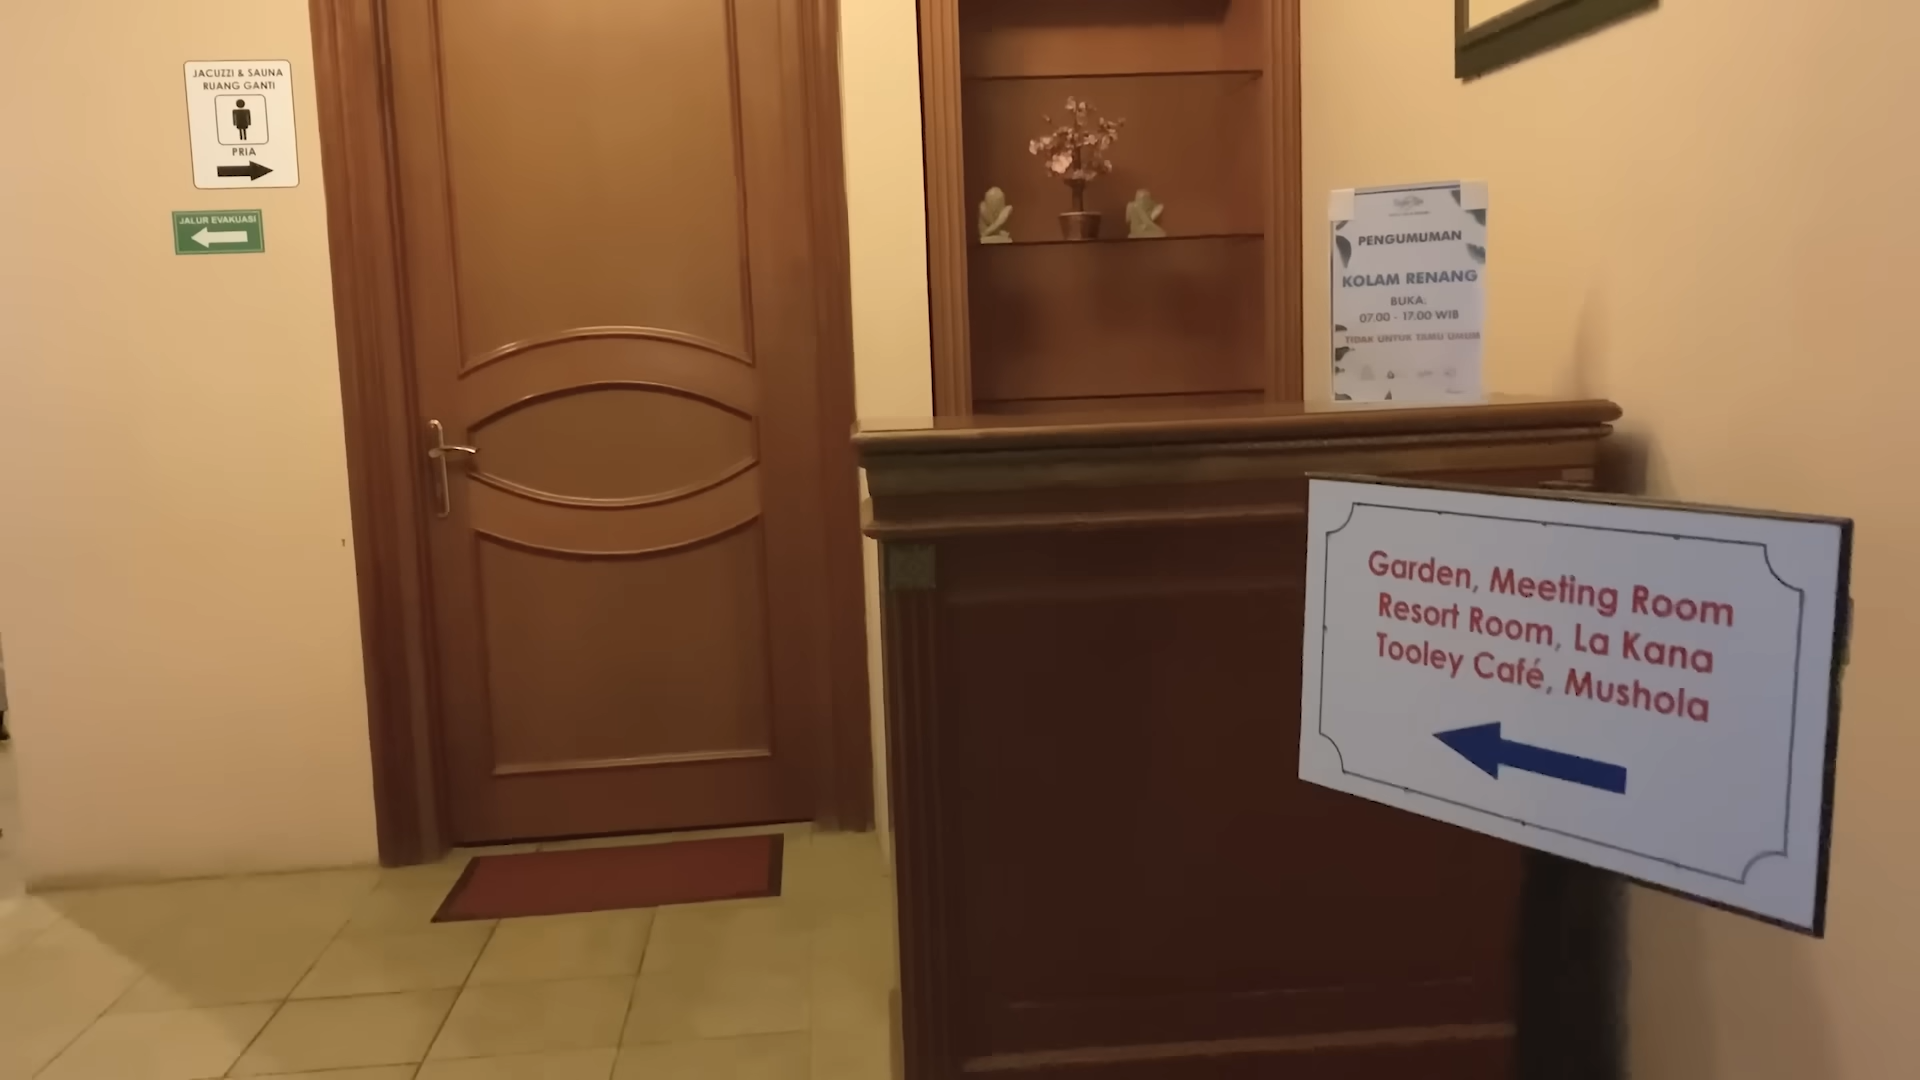 JACUZZI & SAUNA
RUANG GANTI
PRIA
JALUR EVAKUASI
PENGUMUMAN
KOLAM RENANG
BUKA:
07.00 - 17.00 WIB
TIDAK UNTUK TAMU UMUM
Garden, Meeting Room
Resort Room, La Kana
Tooley Café, Mushola